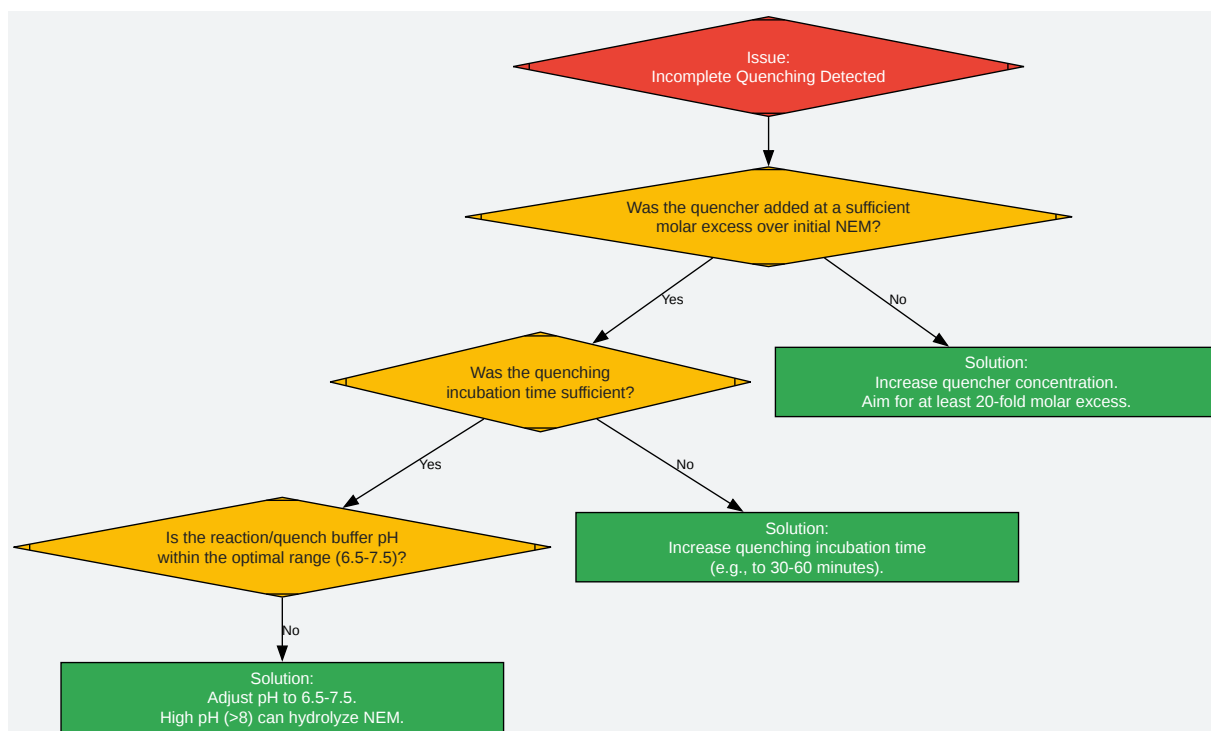 Issue:
Incomplete Quenching Detected
Was the quencher added at a sufficient
molar excess over initial NEM?
Yes
No
Was the quenching
incubation time sufficient?
Solution:
Increase quencher concentration.
Aim for at least 20-fold molar excess.
Yes
No
Is the reaction/quench buffer pH
within the optimal range (6.5-7.5)?
Solution:
Increase quenching incubation time
(e.g., to 30-60 minutes).
No
Solution:
Adjust pH to 6.5-7.5.
High pH (>8) can hydrolyze NEM.